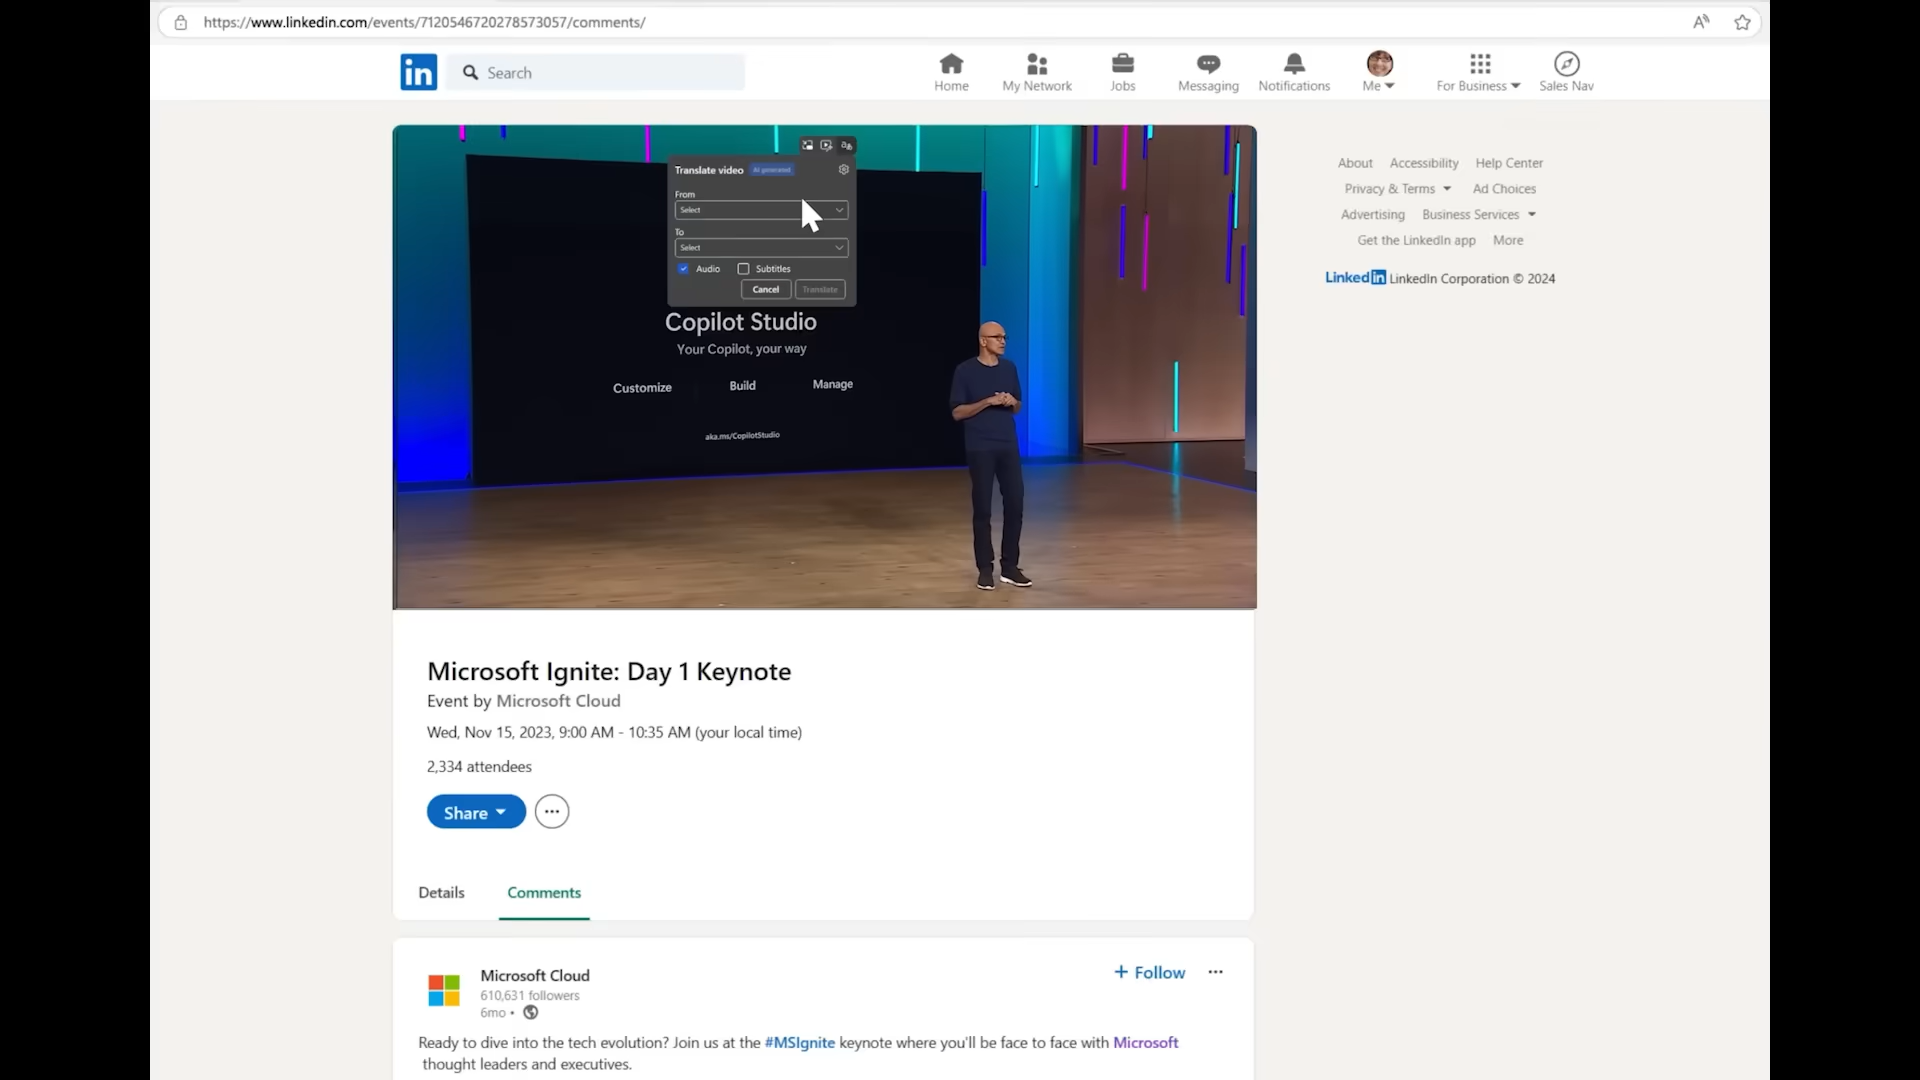 https://www.linkedin.com/events/7120546720278573057/comments/
in
Search
Home
My Network
Jobs
Messaging
Notifications
Me
For Business
Sales Nav
Translate video AI generated
From
Select
To
Select
Audio Subtitles
Cancel Translate
Copilot Studio
Your Copilot, your way
Customize Build Manage
aka.ms/CopilotStudio
About Accessibility Help Center
Privacy & Terms Ad Choices
Advertising Business Services
Get the LinkedIn app More
Linkedin LinkedIn Corporation © 2024
Microsoft Ignite: Day 1 Keynote
Event by Microsoft Cloud
Wed, Nov 15, 2023, 9:00 AM - 10:35 AM (your local time)
2,334 attendees
Share
Details Comments
Microsoft Cloud
610,631 followers
6mo •
+ Follow
Ready to dive into the tech evolution? Join us at the #MSIgnite keynote where you'll be face to face with Microsoft
thought leaders and executives.